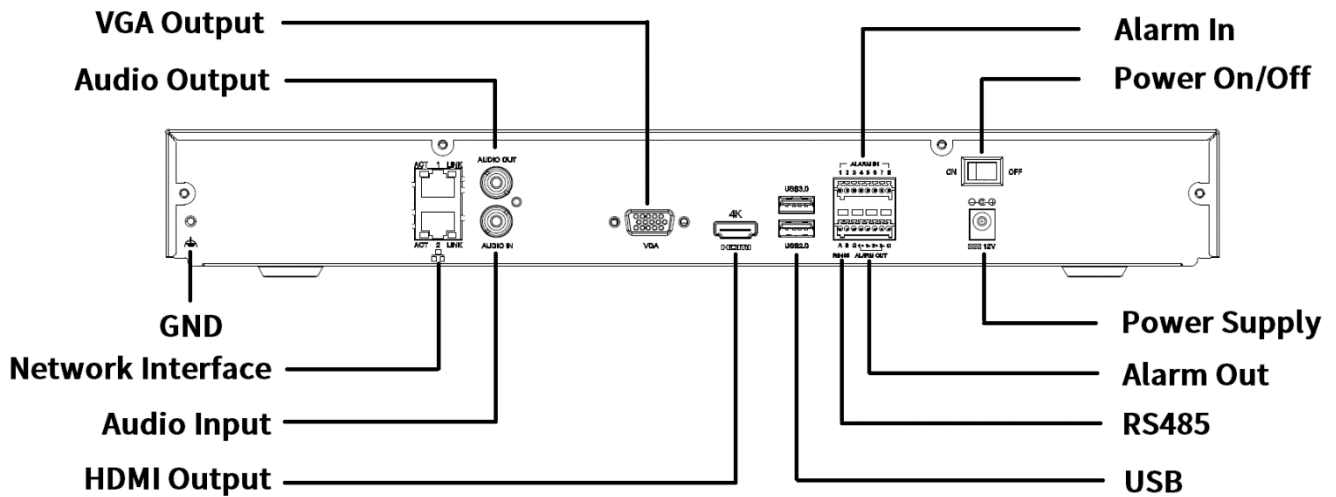 VGA Output
Alarm In
Audio Output
Power On/Off
ACT 1 LINK
AUDIO OUT
ALARM IN
1 2 3 4 5 6 7 8
ON OFF
USB3.0
4K
VGA
HDMI
USB2.0
AUDIO IN
ACT 2 LINK
A B G
RS485 ALARM OUT
12V
GND
Power Supply
Network Interface
Alarm Out
Audio Input
RS485
HDMI Output
USB